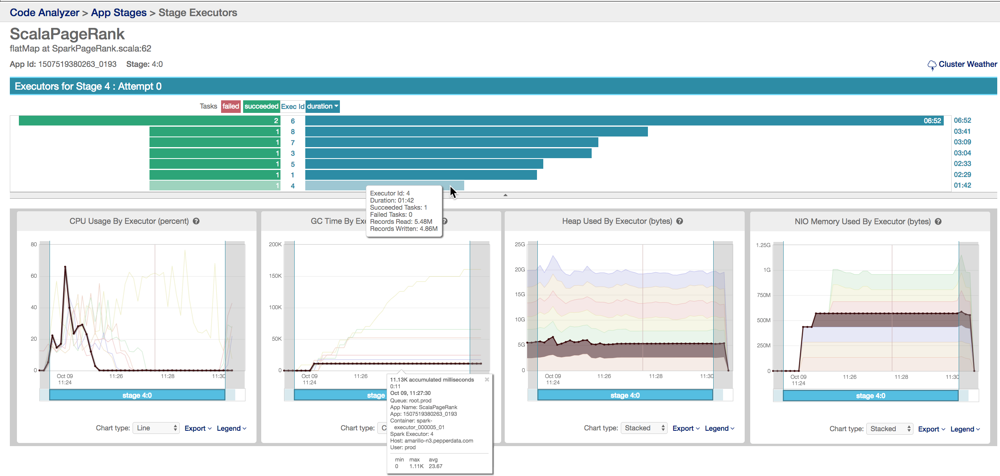 Code Analyzer > App Stages > Stage Executors
ScalaPageRank
flatMap at SparkPageRank.scala:62
App Id: 1507519380263_0193 Stage: 4:0
Cluster Weather
Executors for Stage 4 : Attempt 0
Tasks failed succeeded Exec Id duration
2 6 06:52 06:52
1 8 03:41
1 7 03:09
1 3 03:04
1 5 02:33
1 1 02:29
1 4 01:42
Executor Id: 4
Duration: 01:42
Succeeded Tasks: 1
Failed Tasks: 0
Records Read: 5.48M
Records Written: 4.86M
CPU Usage By Executor (percent) ?
80
60
40
20
0
Oct 09
11:24
11:26
11:28
11:30
stage 4:0
Chart type: Line Export Legend
GC Time By Exe ?
200K
150K
100K
50K
0
Oct 09
11:24
11:26
stage
Chart type: C
11.13K accumulated milliseconds
0:11
Oct 09, 11:27:30
Queue: root.prod
App Name: ScalaPageRank
App: 1507519380263_0193
Container: spark-
executor_000005_01
Spark Executor: 4
Host: amarillo-n3.pepperdata.com
User: prod
min max avg
0 1.11K 23.67
Heap Used By Executor (bytes) ?
25G
20G
15G
10G
5G
0
Oct 09
11:24
11:26
11:28
11:30
stage 4:0
Chart type: Stacked Export Legend
NIO Memory Used By Executor (bytes) ?
1.25G
1G
750M
500M
250M
0
Oct 09
11:24
11:26
11:28
11:30
stage 4:0
Chart type: Stacked Export Legend